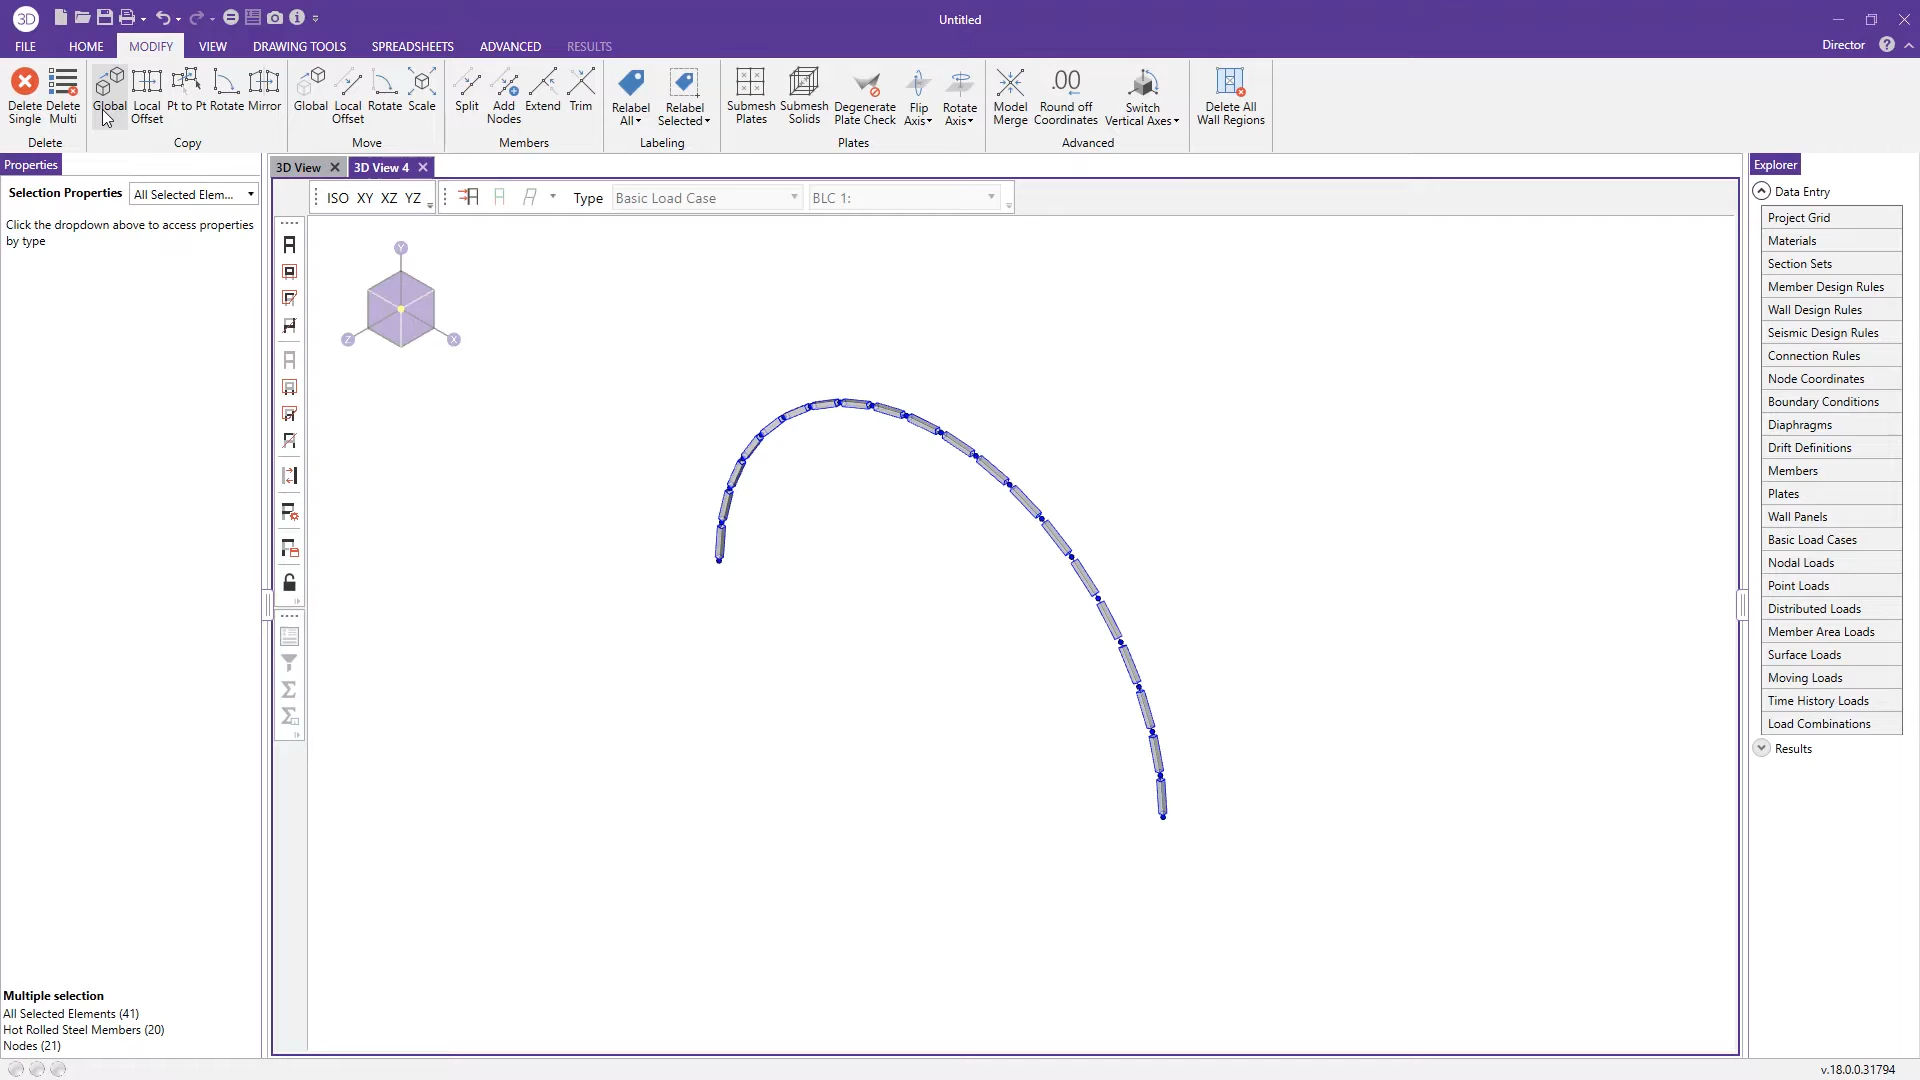 3D
Untitled
FILE HOME MODIFY VIEW DRAWING TOOLS SPREADSHEETS ADVANCED RESULTS
Director
Delete Single
Delete Multi
Delete
Global
Local Offset
Pt to Pt
Rotate
Mirror
Copy
Global
Local Offset
Rotate
Scale
Move
Split
Add Nodes
Extend
Trim
Members
Relabel All
Relabel Selected
Labeling
Submesh Plates
Submesh Solids
Degenerate Plate Check
Flip Axis
Rotate Axis
Plates
Model Merge
.00
Round off Coordinates
Switch Vertical Axes
Advanced
Delete All Wall Regions
Properties
Selection Properties All Selected Elem...
Click the dropdown above to access properties
by type
3D View
3D View 4
ISO XY XZ YZ
Type Basic Load Case BLC 1:
Y
Z
X
Explorer
Data Entry
Project Grid
Materials
Section Sets
Member Design Rules
Wall Design Rules
Seismic Design Rules
Connection Rules
Node Coordinates
Boundary Conditions
Diaphragms
Drift Definitions
Members
Plates
Wall Panels
Basic Load Cases
Nodal Loads
Point Loads
Distributed Loads
Member Area Loads
Surface Loads
Moving Loads
Time History Loads
Load Combinations
Results
Multiple selection
All Selected Elements (41)
Hot Rolled Steel Members (20)
Nodes (21)
v.18.0.0.31794